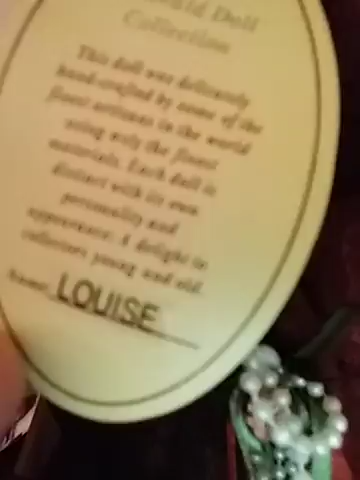 Doll
Collection
This doll was delicately
hand-crafted by some of the
finest artisans in the world
using only the finest
materials. Each doll is
distinct with its own
personality and
appearance. A delight to
collectors young and old.
Name: LOUISE